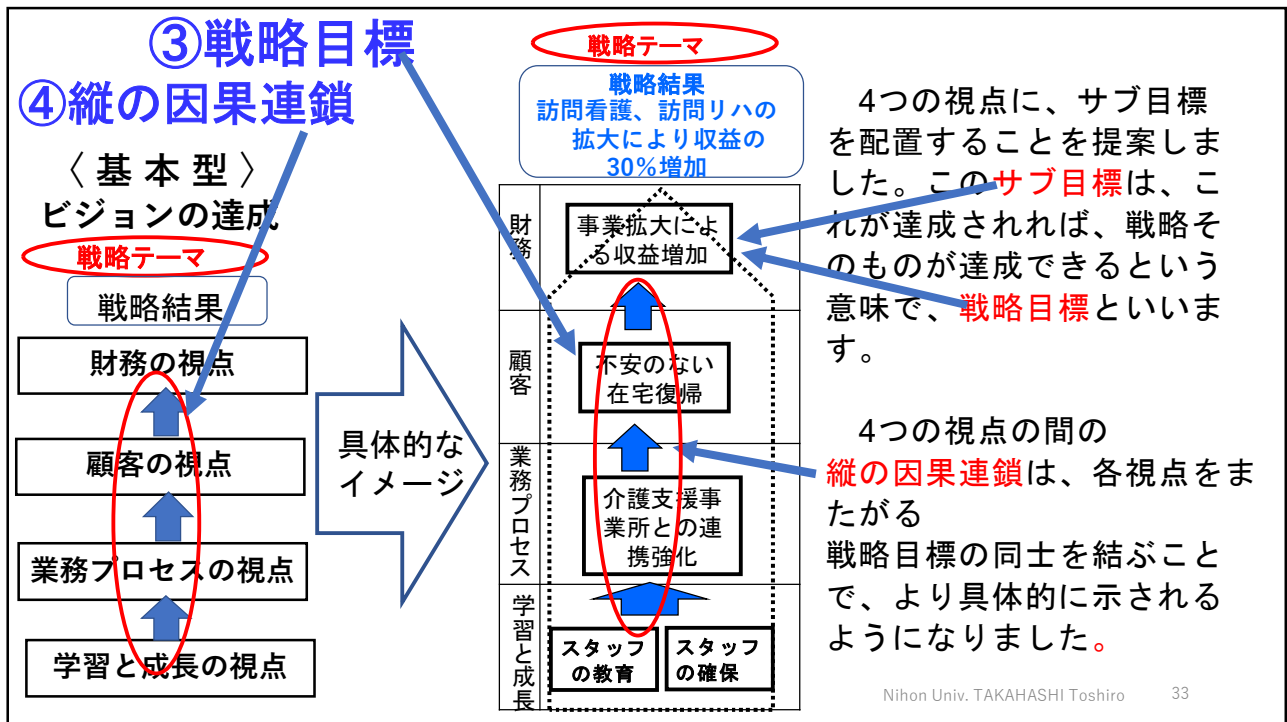 ③戦略目標
④縦の因果連鎖
〈基本型〉
ビジョンの達成
戦略テーマ
戦略結果
財務の視点
顧客の視点
業務プロセスの視点
学習と成長の視点
具体的な
イメージ
戦略テーマ
戦略結果
訪問看護、訪問リハの
拡大により収益の
30%増加
財務
事業拡大によ
る収益増加
顧客
不安のない
在宅復帰
業務プロセス
介護支援事
業所との連
携強化
学習と成長
スタッフ
の教育
スタッフ
の確保
4つの視点に、サブ目標
を配置することを提案しま
した。このサブ目標は、こ
れが達成されれば、戦略そ
のものが達成できるという
意味で、戦略目標といいま
す。
4つの視点の間の
縦の因果連鎖は、各視点をま
たがる
戦略目標の同士を結ぶこと
で、より具体的に示される
ようになりました。
Nihon Univ. TAKAHASHI Toshiro
33